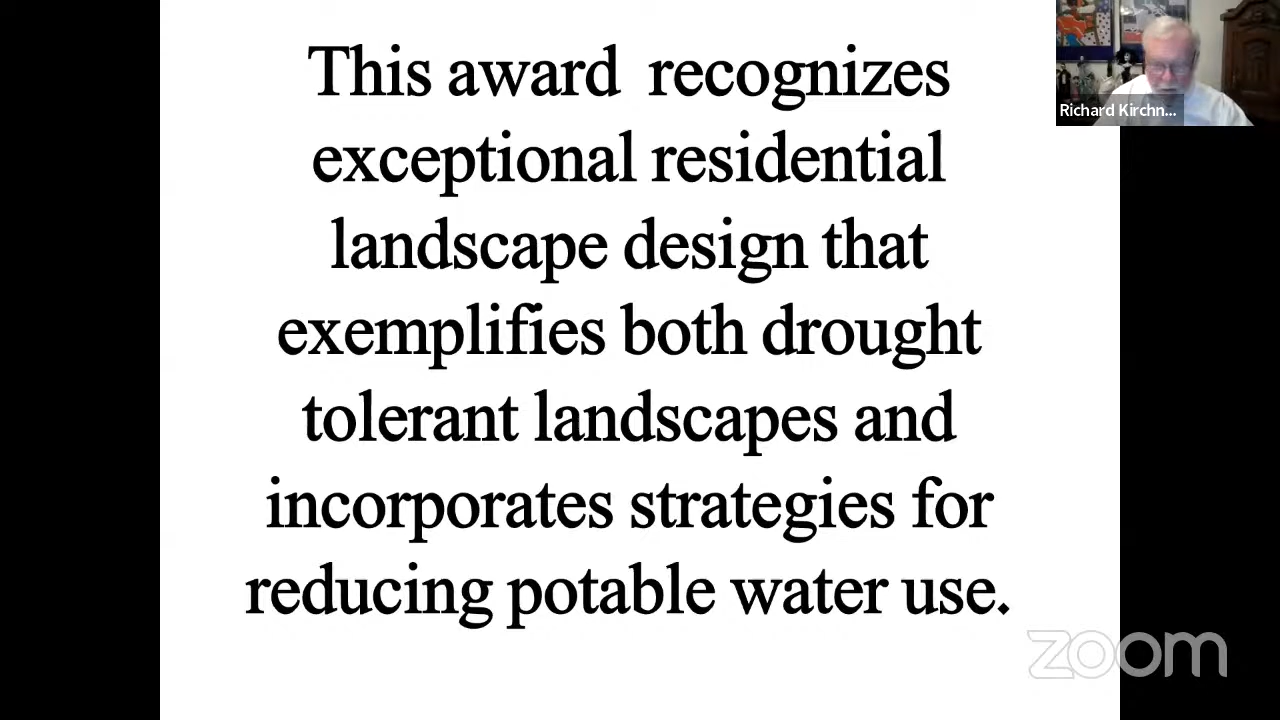 This award  recognizes
exceptional residential
landscape design that
exemplifies both drought
tolerant landscapes and
incorporates strategies for
reducing potable water use.
Richard Kirchn...
zoom